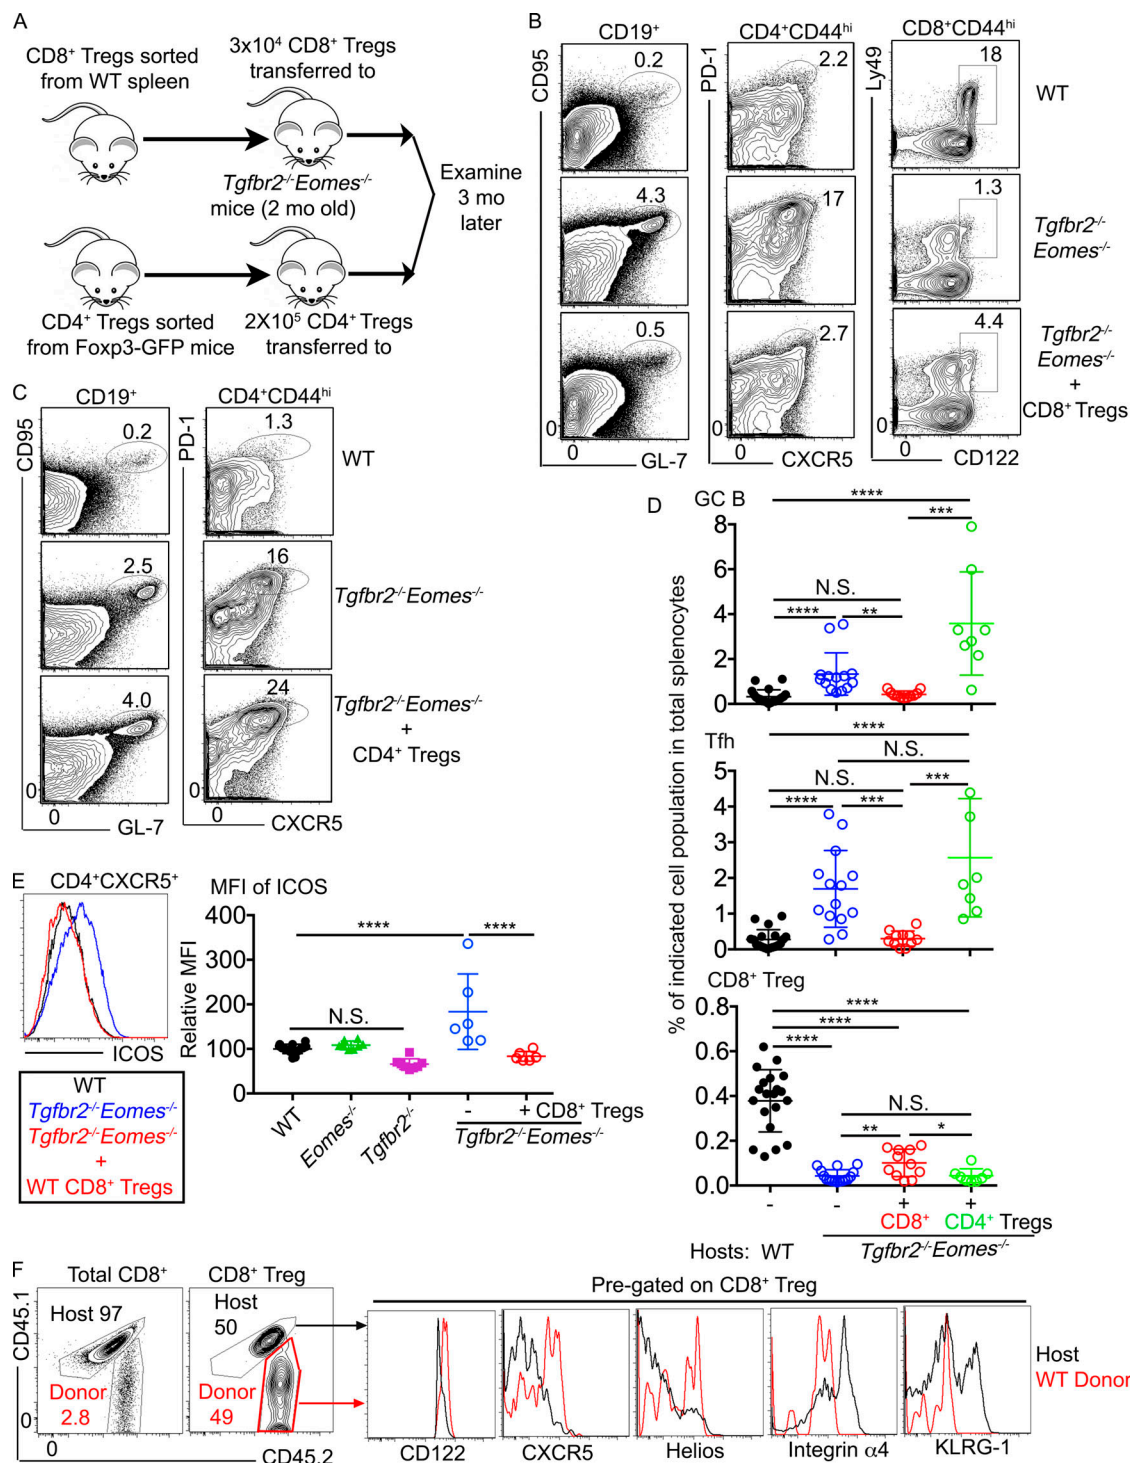 A
CD8⁺ Tregs sorted
from WT spleen
3x10⁴ CD8⁺ Tregs
transferred to
Tgfbr2⁻/⁻Eomes⁻/⁻
mice (2 mo old)
Examine
3 mo
later
CD4⁺ Tregs sorted
from Foxp3-GFP mice
2X10⁵ CD4⁺ Tregs
transferred to
B
CD19⁺
CD4⁺CD44ʰⁱ
CD8⁺CD44ʰⁱ
CD95
PD-1
Ly49
0.2
2.2
18
WT
4.3
17
1.3
Tgfbr2⁻/⁻
Eomes⁻/⁻
0.5
2.7
4.4
Tgfbr2⁻/⁻
Eomes⁻/⁻
+
CD8⁺ Tregs
0
0
0
0
0
0
GL-7
CXCR5
CD122
C
CD19⁺
CD4⁺CD44ʰⁱ
CD95
PD-1
0.2
1.3
WT
2.5
16
Tgfbr2⁻/⁻Eomes⁻/⁻
4.0
24
Tgfbr2⁻/⁻Eomes⁻/⁻
+
CD4⁺ Tregs
0
0
0
0
GL-7
CXCR5
D
% of indicated cell population in total splenocytes
GC B
****
***
N.S.
****
**
8
6
4
2
0
Tfh
****
N.S.
N.S.
***
****
***
5
4
3
2
1
0
CD8⁺ Treg
****
****
****
N.S.
**
*
0.8
0.6
0.4
0.2
0.0
-
-
+
+
CD8⁺
CD4⁺ Tregs
Hosts: WT
Tgfbr2⁻/⁻Eomes⁻/⁻
E
CD4⁺CXCR5⁺
ICOS
WT
Tgfbr2⁻/⁻Eomes⁻/⁻
Tgfbr2⁻/⁻Eomes⁻/⁻
+
WT CD8⁺ Tregs
MFI of ICOS
Relative MFI
400
300
200
100
0
****
****
N.S.
WT
Eomes⁻/⁻
Tgfbr2⁻/⁻
-
+ CD8⁺ Tregs
Tgfbr2⁻/⁻Eomes⁻/⁻
F
Total CD8⁺
CD8⁺ Treg
Pre-gated on CD8⁺ Treg
CD45.1
Host 97
Donor
2.8
Host
50
Donor
49
0
0
CD45.2
CD122
CXCR5
Helios
Integrin α4
KLRG-1
Host
WT Donor